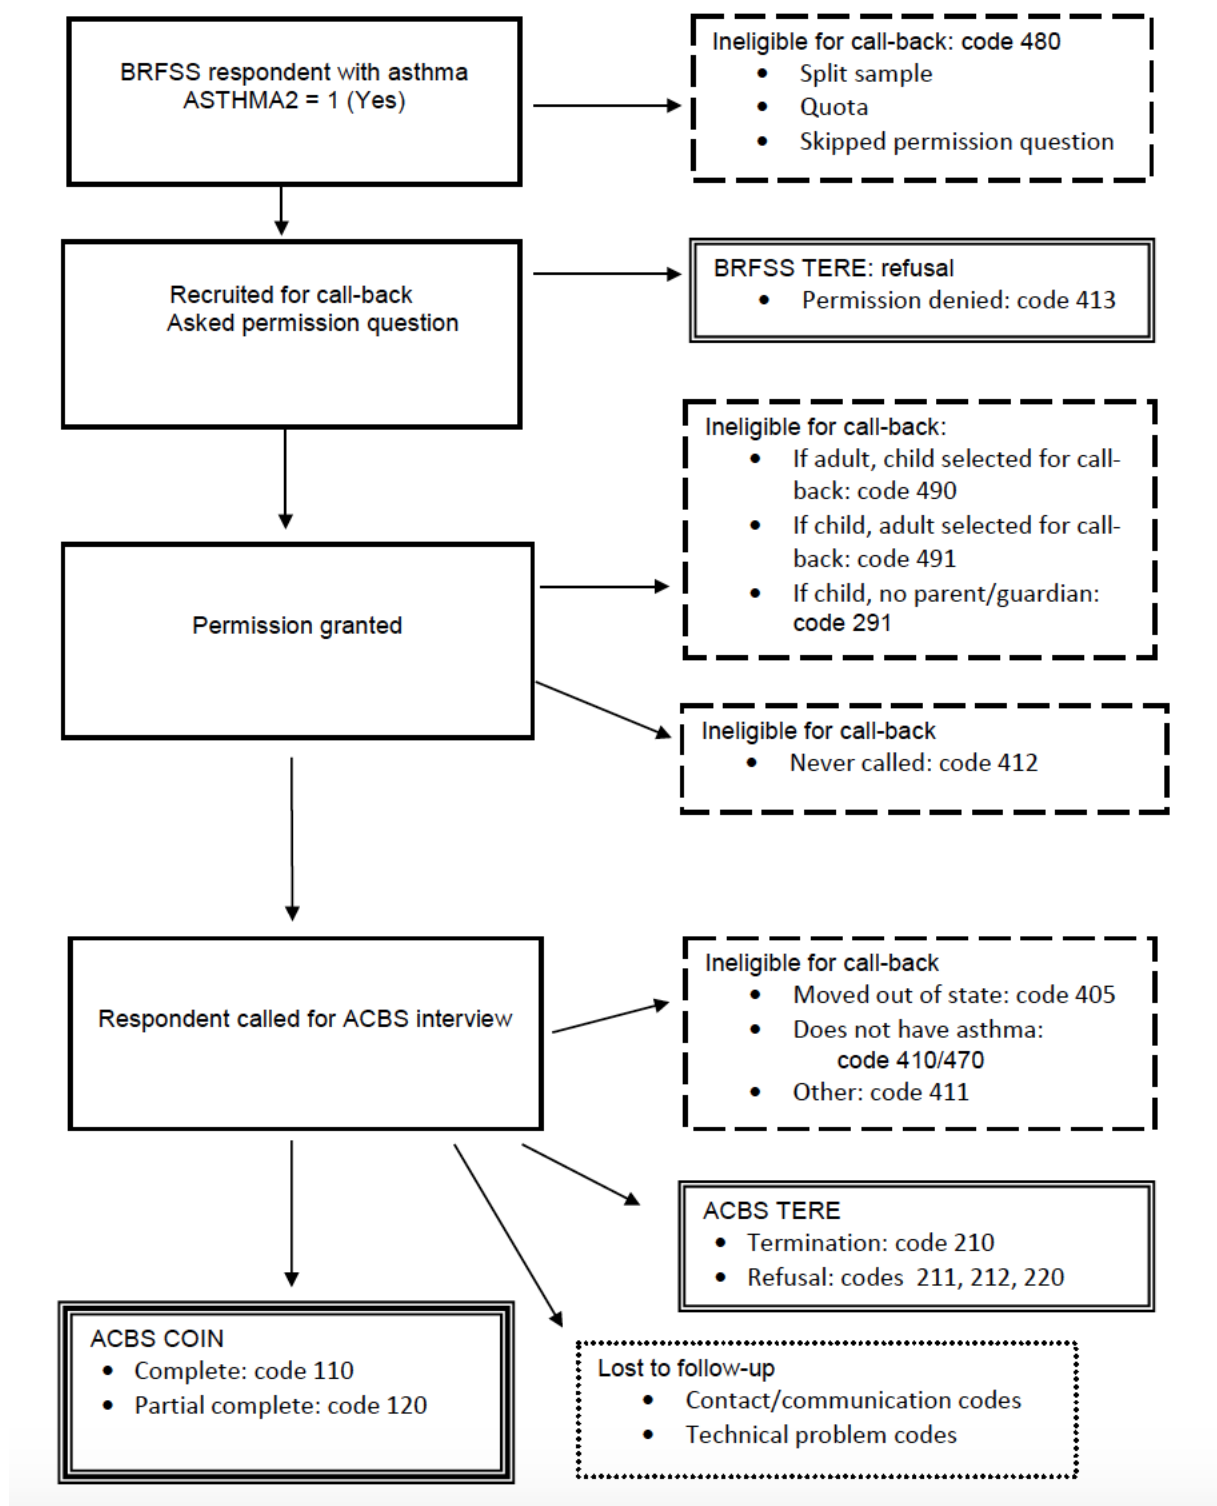 BRFSS respondent with asthma
ASTHMA2 = 1 (Yes)
Ineligible for call-back: code 480
• Split sample
• Quota
• Skipped permission question
Recruited for call-back
Asked permission question
BRFSS TERE: refusal
• Permission denied: code 413
Ineligible for call-back:
• If adult, child selected for call-
back: code 490
• If child, adult selected for call-
back: code 491
• If child, no parent/guardian:
code 291
Permission granted
Ineligible for call-back
• Never called: code 412
Respondent called for ACBS interview
Ineligible for call-back
• Moved out of state: code 405
• Does not have asthma:
code 410/470
• Other: code 411
ACBS TERE
• Termination: code 210
• Refusal: codes 211, 212, 220
ACBS COIN
• Complete: code 110
• Partial complete: code 120
Lost to follow-up
• Contact/communication codes
• Technical problem codes